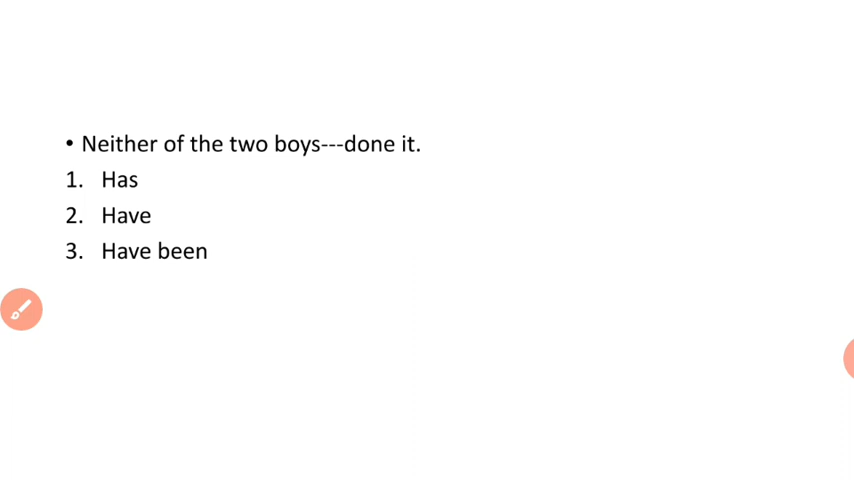 • Neither of the two boys---done it.
1. Has
2. Have
3. Have been